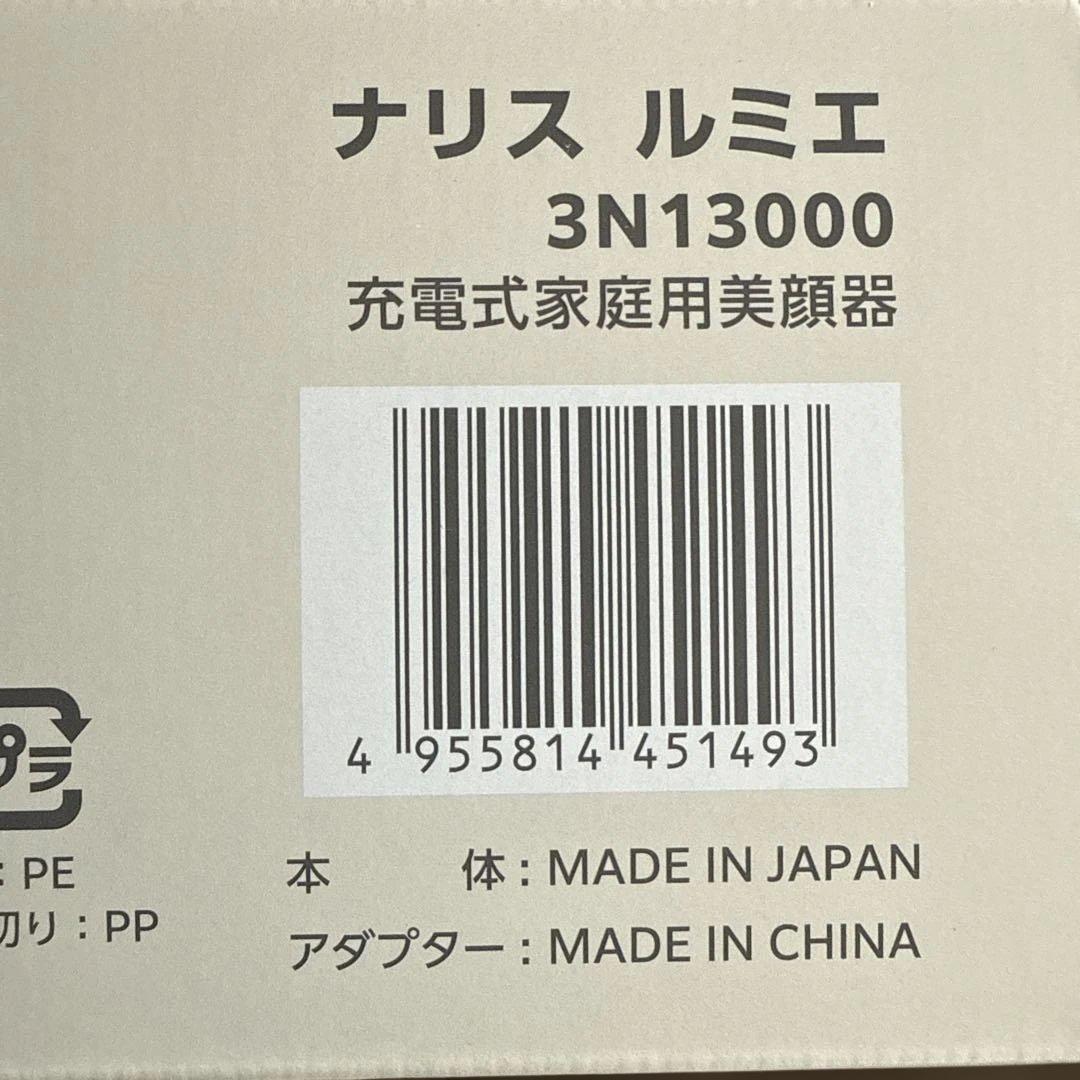 ナリス ルミエ
3N13000
充電式家庭用美顔器
4 955814 451493
プラ
: PE
切り : PP
本 体 : MADE IN JAPAN
アダプター : MADE IN CHINA